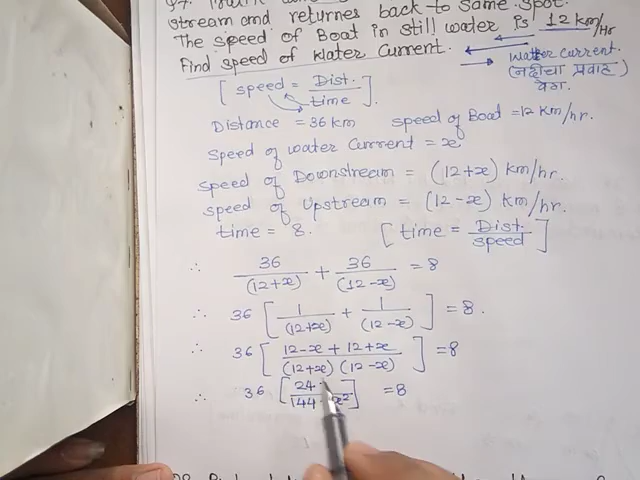 stream and returnes back to same spot.
The speed of Boat in still water is 12 km/Hr
Find speed of Water Current.
Water current.
(नदीचा प्रवाह)
वेग.
[speed = Dist. / time].
Distance = 36 km speed of Boat = 12 Km/hr.
speed of water Current = x
speed of Downstream = (12+x) Km/hr.
speed of Upstream = (12-x) Km/hr.
time = 8. [time = Dist. / speed]
∴ 36/(12+x) + 36/(12-x) = 8
∴ 36 [1/(12+x) + 1/(12-x)] = 8.
∴ 36 [12-x + 12+x / (12+x) (12-x)] = 8
∴ 36 [24 / 144 - x²] = 8